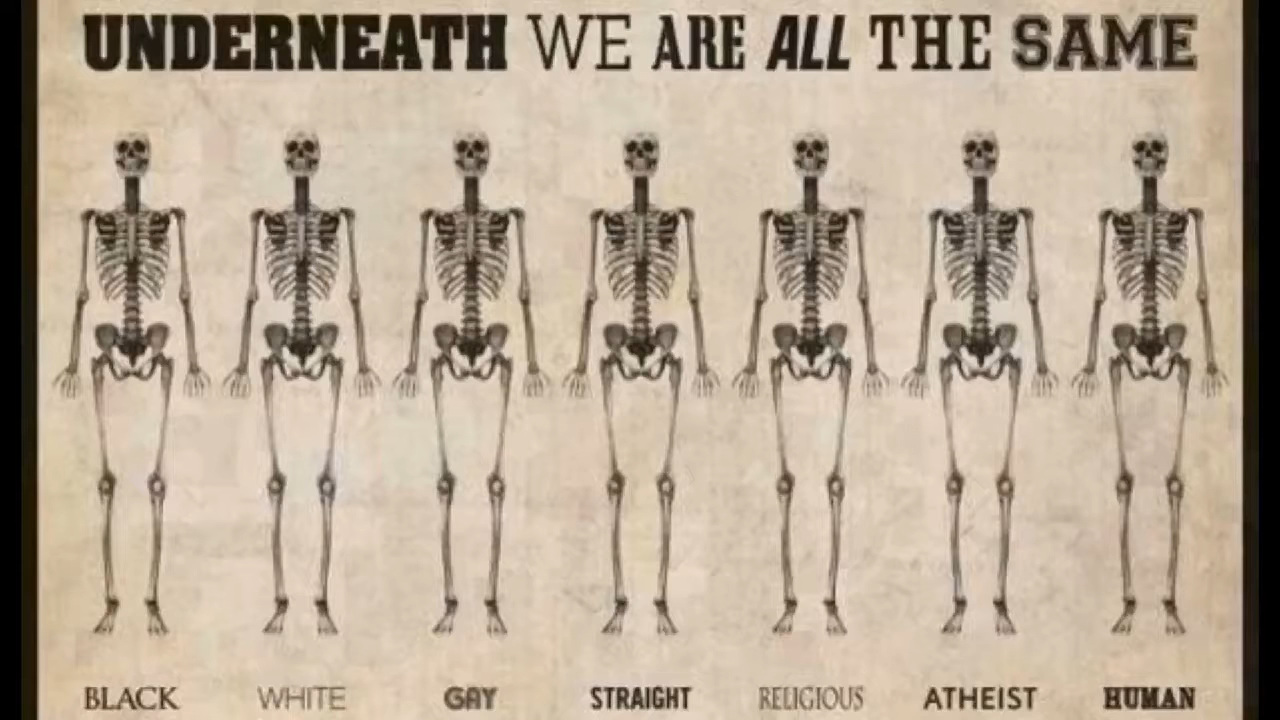 UNDERNEATH WE ARE ALL THE SAME
BLACK WHITE GAY STRAIGHT RELIGIOUS ATHEIST HUMAN